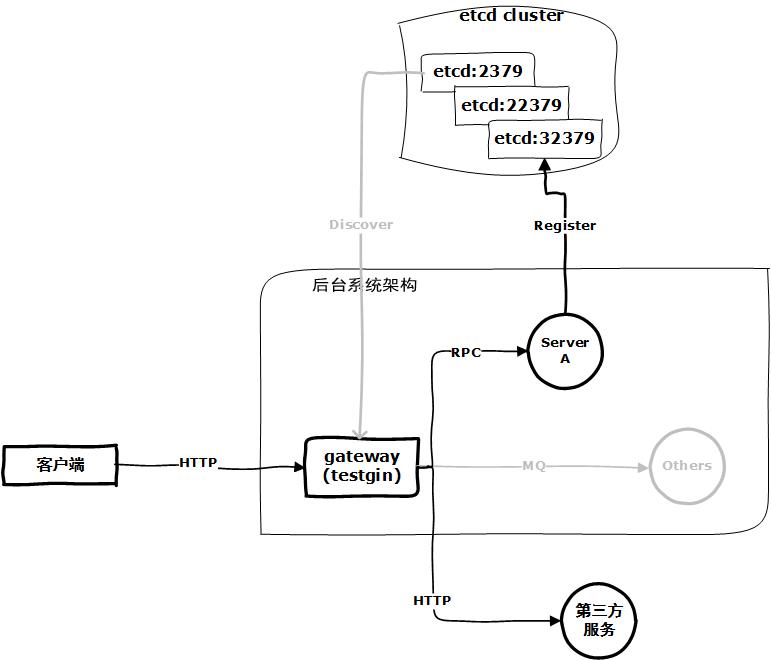 etcd cluster
etcd:2379
etcd:22379
etcd:32379
Discover
Register
后台系统架构
RPC
Server
A
客户端
HTTP
gateway
(testgin)
MQ
Others
HTTP
第三方
服务